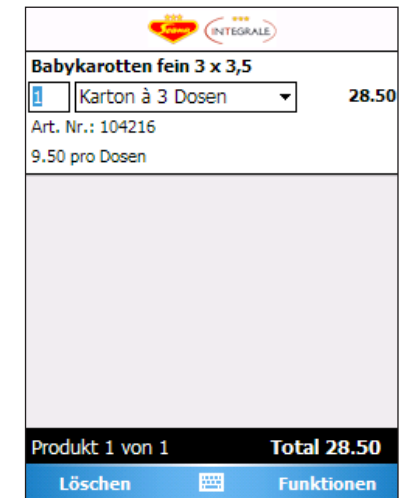 Scana INTEGRALE
Babykarotten fein 3 x 3,5
1 Karton à 3 Dosen 28.50
Art. Nr.: 104216
9.50 pro Dosen
Produkt 1 von 1 Total 28.50
Löschen Funktionen